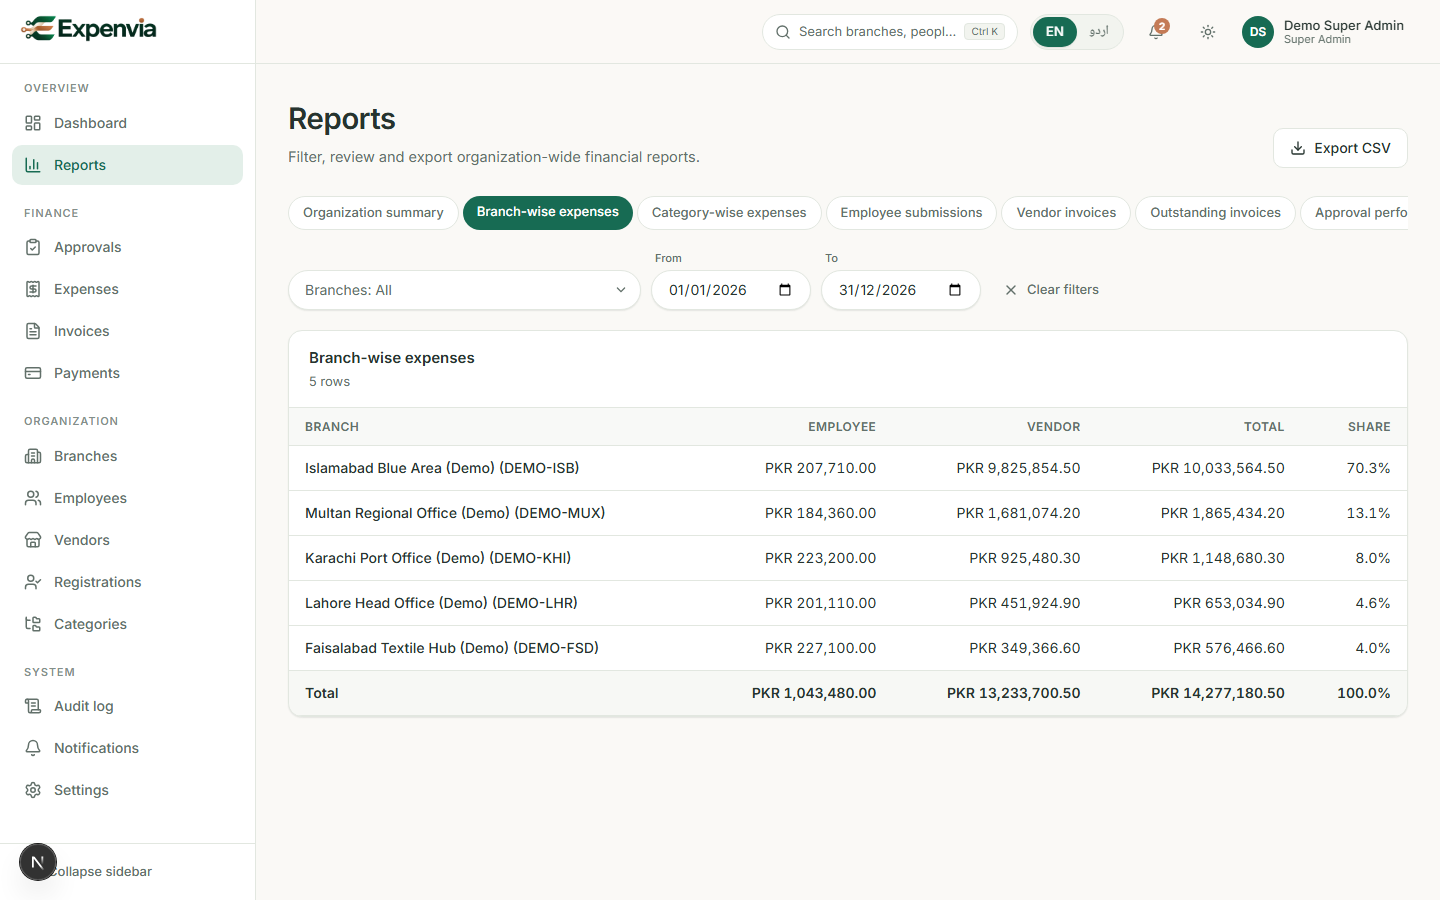 Expenvia
Search branches, peopl... Ctrl K
EN اردو
2
DS
Demo Super Admin
Super Admin
OVERVIEW
Dashboard
Reports
FINANCE
Approvals
Expenses
Invoices
Payments
ORGANIZATION
Branches
Employees
Vendors
Registrations
Categories
SYSTEM
Audit log
Notifications
Settings
N
ollapse sidebar
Reports
Filter, review and export organization-wide financial reports.
Export CSV
Organization summary Branch-wise expenses Category-wise expenses Employee submissions Vendor invoices Outstanding invoices Approval perfo
From To
Branches: All 01/01/2026 31/12/2026 Clear filters
Branch-wise expenses
5 rows
BRANCH EMPLOYEE VENDOR TOTAL SHARE
Islamabad Blue Area (Demo) (DEMO-ISB) PKR 207,710.00 PKR 9,825,854.50 PKR 10,033,564.50 70.3%
Multan Regional Office (Demo) (DEMO-MUX) PKR 184,360.00 PKR 1,681,074.20 PKR 1,865,434.20 13.1%
Karachi Port Office (Demo) (DEMO-KHI) PKR 223,200.00 PKR 925,480.30 PKR 1,148,680.30 8.0%
Lahore Head Office (Demo) (DEMO-LHR) PKR 201,110.00 PKR 451,924.90 PKR 653,034.90 4.6%
Faisalabad Textile Hub (Demo) (DEMO-FSD) PKR 227,100.00 PKR 349,366.60 PKR 576,466.60 4.0%
Total PKR 1,043,480.00 PKR 13,233,700.50 PKR 14,277,180.50 100.0%